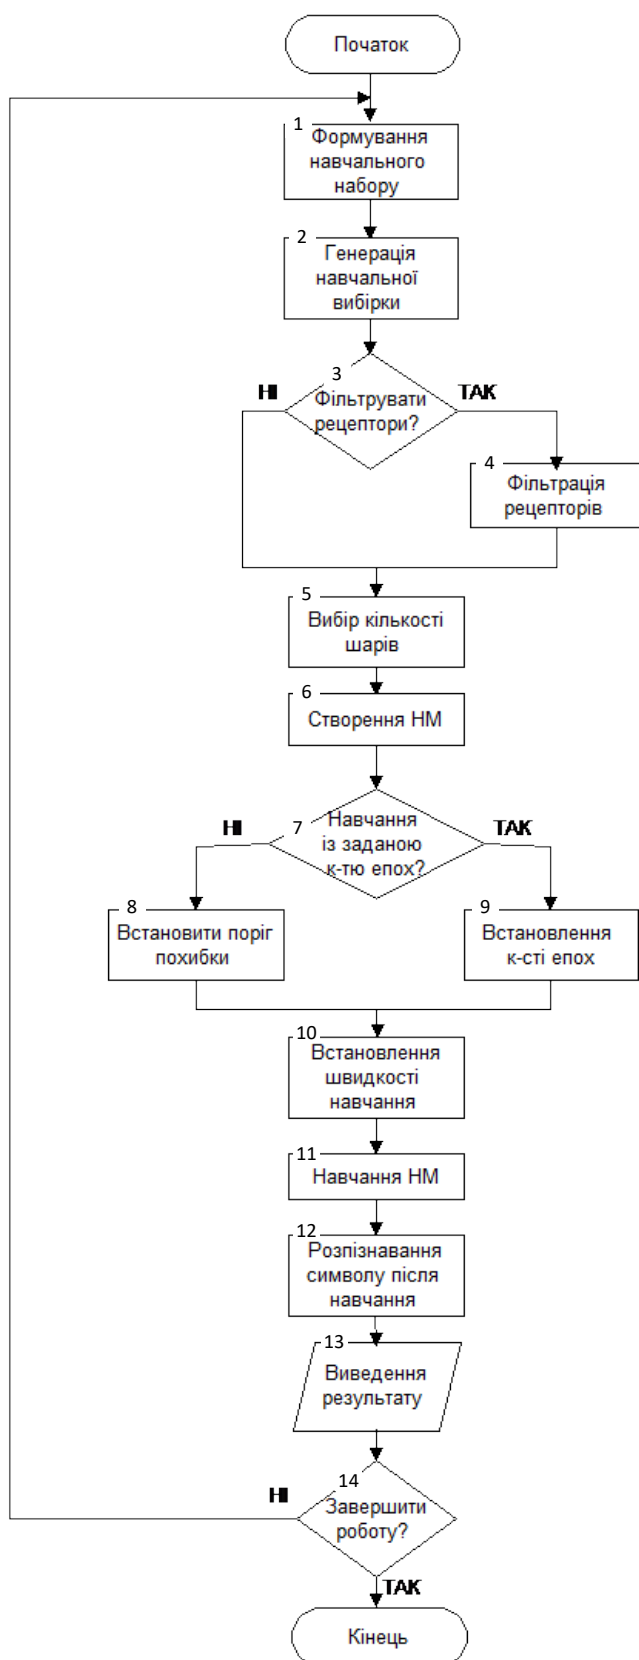 Початок
1
Формування
навчального
набору
2
Генерація
навчальної
вибірки
3
НІ
ТАК
Фільтрувати
рецептори?
4
Фільтрація
рецепторів
5
Вибір кількості
шарів
6
Створення НМ
7
НІ
ТАК
Навчання
із заданою
к-тю епох?
8
Встановити поріг
похибки
9
Встановлення
к-сті епох
10
Встановлення
швидкості
навчання
11
Навчання НМ
12
Розпізнавання
символу після
навчання
13
Виведення
результату
14
НІ
Завершити
роботу?
ТАК
Кінець